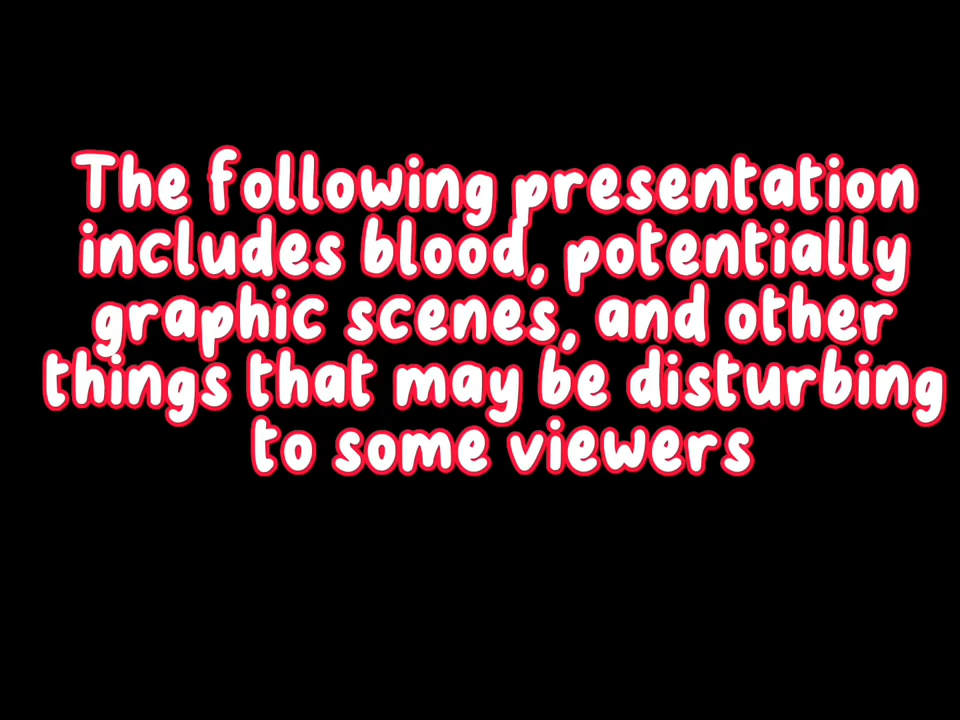 The following presentation
includes blood, potentially
graphic scenes, and other
things that may be disturbing
to some viewers